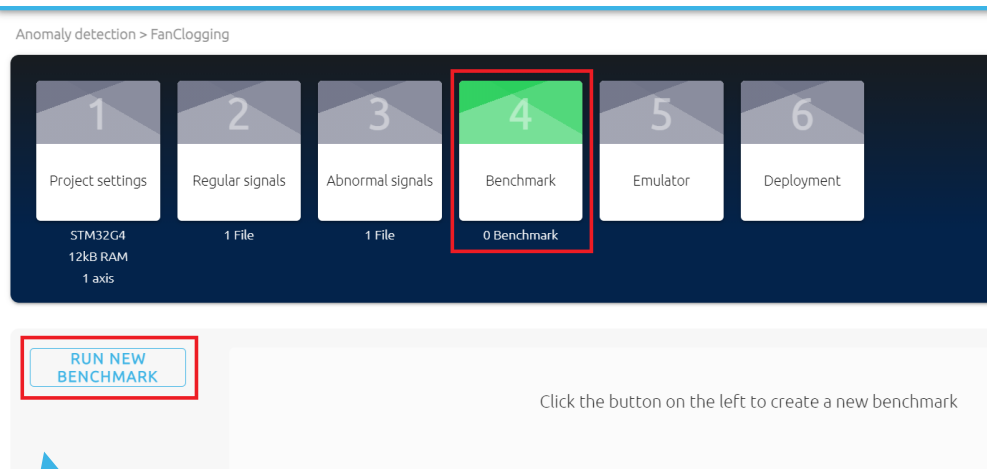 Anomaly detection > FanClogging
1
2
3
4
5
6
Project settings
Regular signals
Abnormal signals
Benchmark
Emulator
Deployment
STM32G4
12kB RAM
1 axis
1 File
1 File
0 Benchmark
RUN NEW
BENCHMARK
Click the button on the left to create a new benchmark